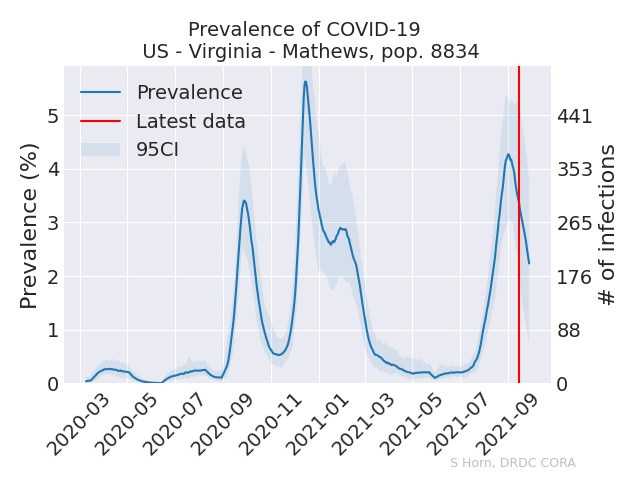 Prevalence of COVID-19
US - Virginia - Mathews, pop. 8834
Prevalence
Latest data
95CI
Prevalence (%)
5
4
3
2
1
0
441
353
265
176
88
0
# of infections
2020-03
2020-05
2020-07
2020-09
2020-11
2021-01
2021-03
2021-05
2021-07
2021-09
S Horn, DRDC CORA